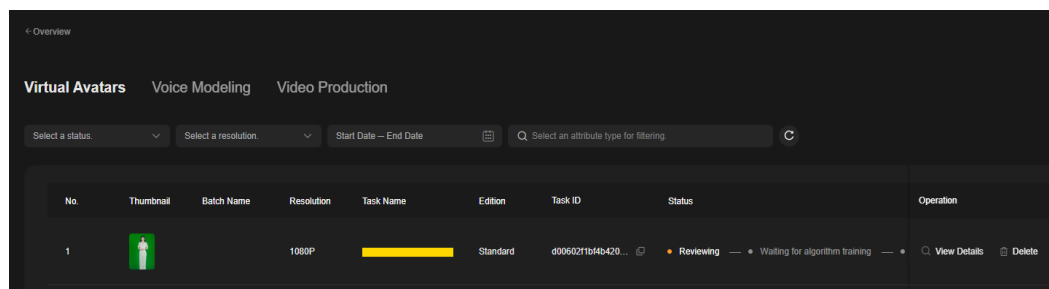 Overview
Virtual Avatars Voice Modeling Video Production
Select a status. Select a resolution. Start Date — End Date Select an attribute type for filtering.
No. Thumbnail Batch Name Resolution Task Name Edition Task ID Status Operation
1 1080P Standard d00602f1bf4b420... Reviewing Waiting for algorithm training View Details Delete